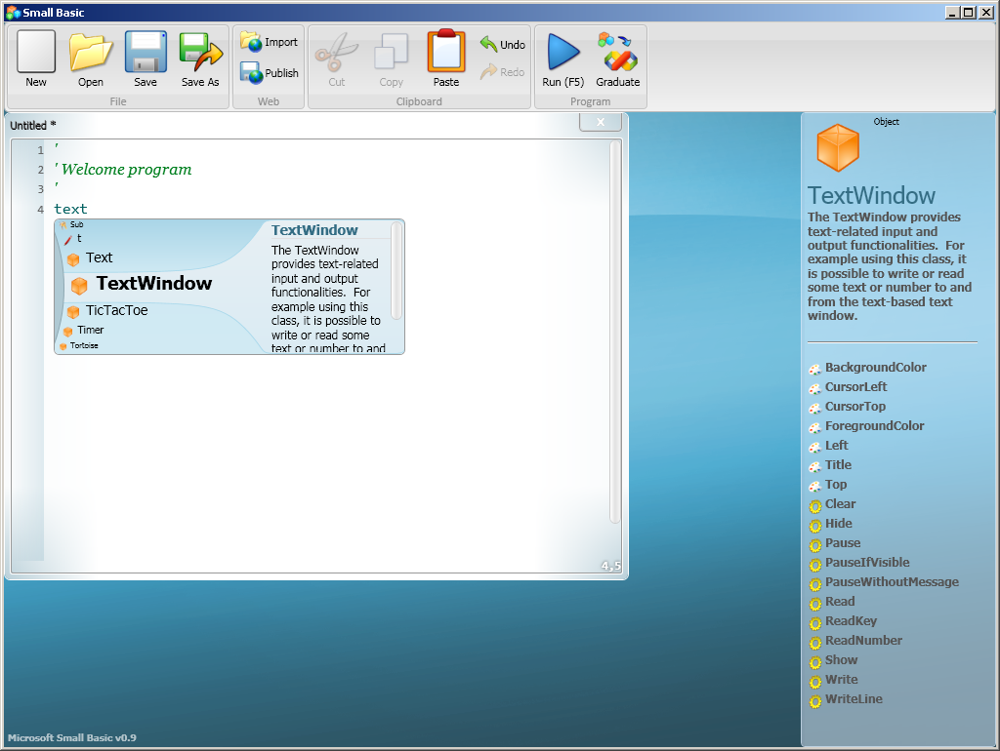 Small Basic
New
Open
Save
Save As
File
Import
Publish
Web
Cut
Copy
Paste
Undo
Redo
Clipboard
Run (F5)
Graduate
Program
Untitled *
x
1 '
2 ' Welcome program
3 '
4 text
Sub
t
Text
TextWindow
TicTacToe
Timer
Tortoise
TextWindow
The TextWindow
provides text-related
input and output
functionalities. For
example using this
class, it is possible to
write or read some
text or number to and
4,5
Object
TextWindow
The TextWindow provides
text-related input and
output functionalities. For
example using this class, it
is possible to write or read
some text or number to and
from the text-based text
window.
BackgroundColor
CursorLeft
CursorTop
ForegroundColor
Left
Title
Top
Clear
Hide
Pause
PauseIfVisible
PauseWithoutMessage
Read
ReadKey
ReadNumber
Show
Write
WriteLine
Microsoft Small Basic v0.9